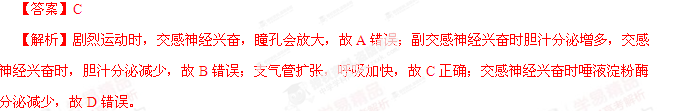 【答案】C
【解析】剧烈运动时，交感神经兴奋，瞳孔会放大，故 A 错误；副交感神经兴奋时胆汁分泌增多，交感
神经兴奋时，胆汁分泌减少，故 B 错误；支气管扩张，呼吸加快，故 C 正确；交感神经兴奋时唾液淀粉酶
分泌减少，故 D 错误。